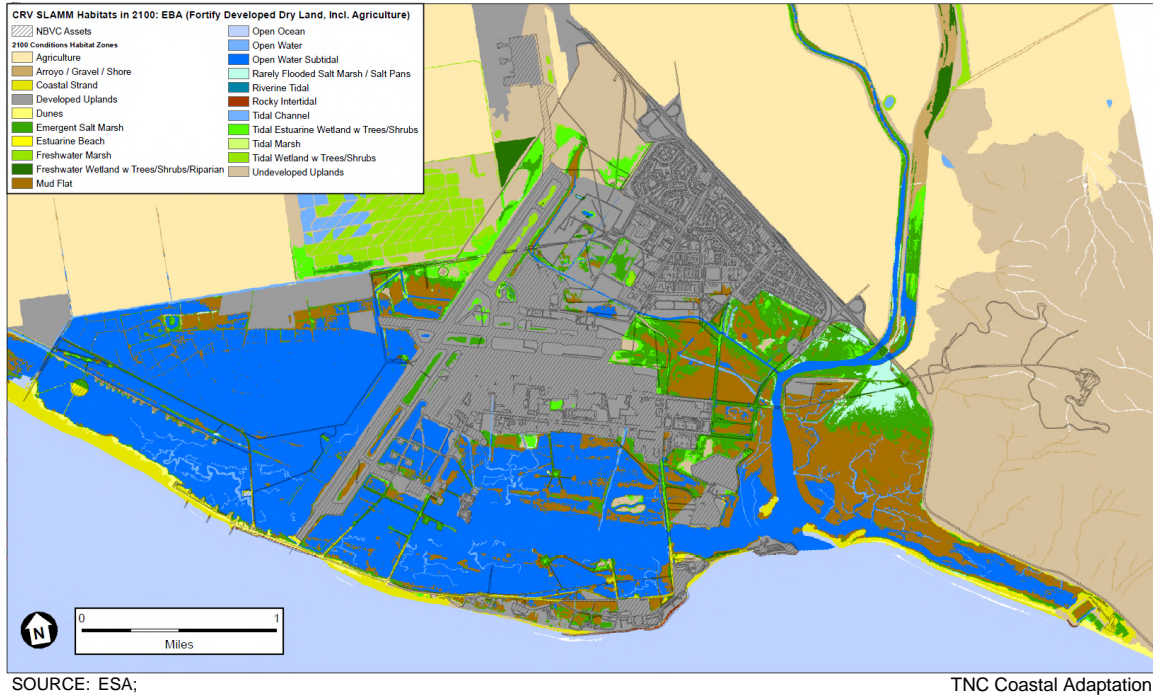 CRV SLAMM Habitats in 2100: EBA (Fortify Developed Dry Land, Incl. Agriculture)
NBVC Assets
2100 Conditions Habitat Zones
Agriculture
Arroyo / Gravel / Shore
Coastal Strand
Developed Uplands
Dunes
Emergent Salt Marsh
Estuarine Beach
Freshwater Marsh
Freshwater Wetland w Trees/Shrubs/Riparian
Mud Flat
Open Ocean
Open Water
Open Water Subtidal
Rarely Flooded Salt Marsh / Salt Pans
Riverine Tidal
Rocky Intertidal
Tidal Channel
Tidal Estuarine Wetland w Trees/Shrubs
Tidal Marsh
Tidal Wetland w Trees/Shrubs
Undeveloped Uplands
N
0 1
Miles
SOURCE: ESA; TNC Coastal Adaptation